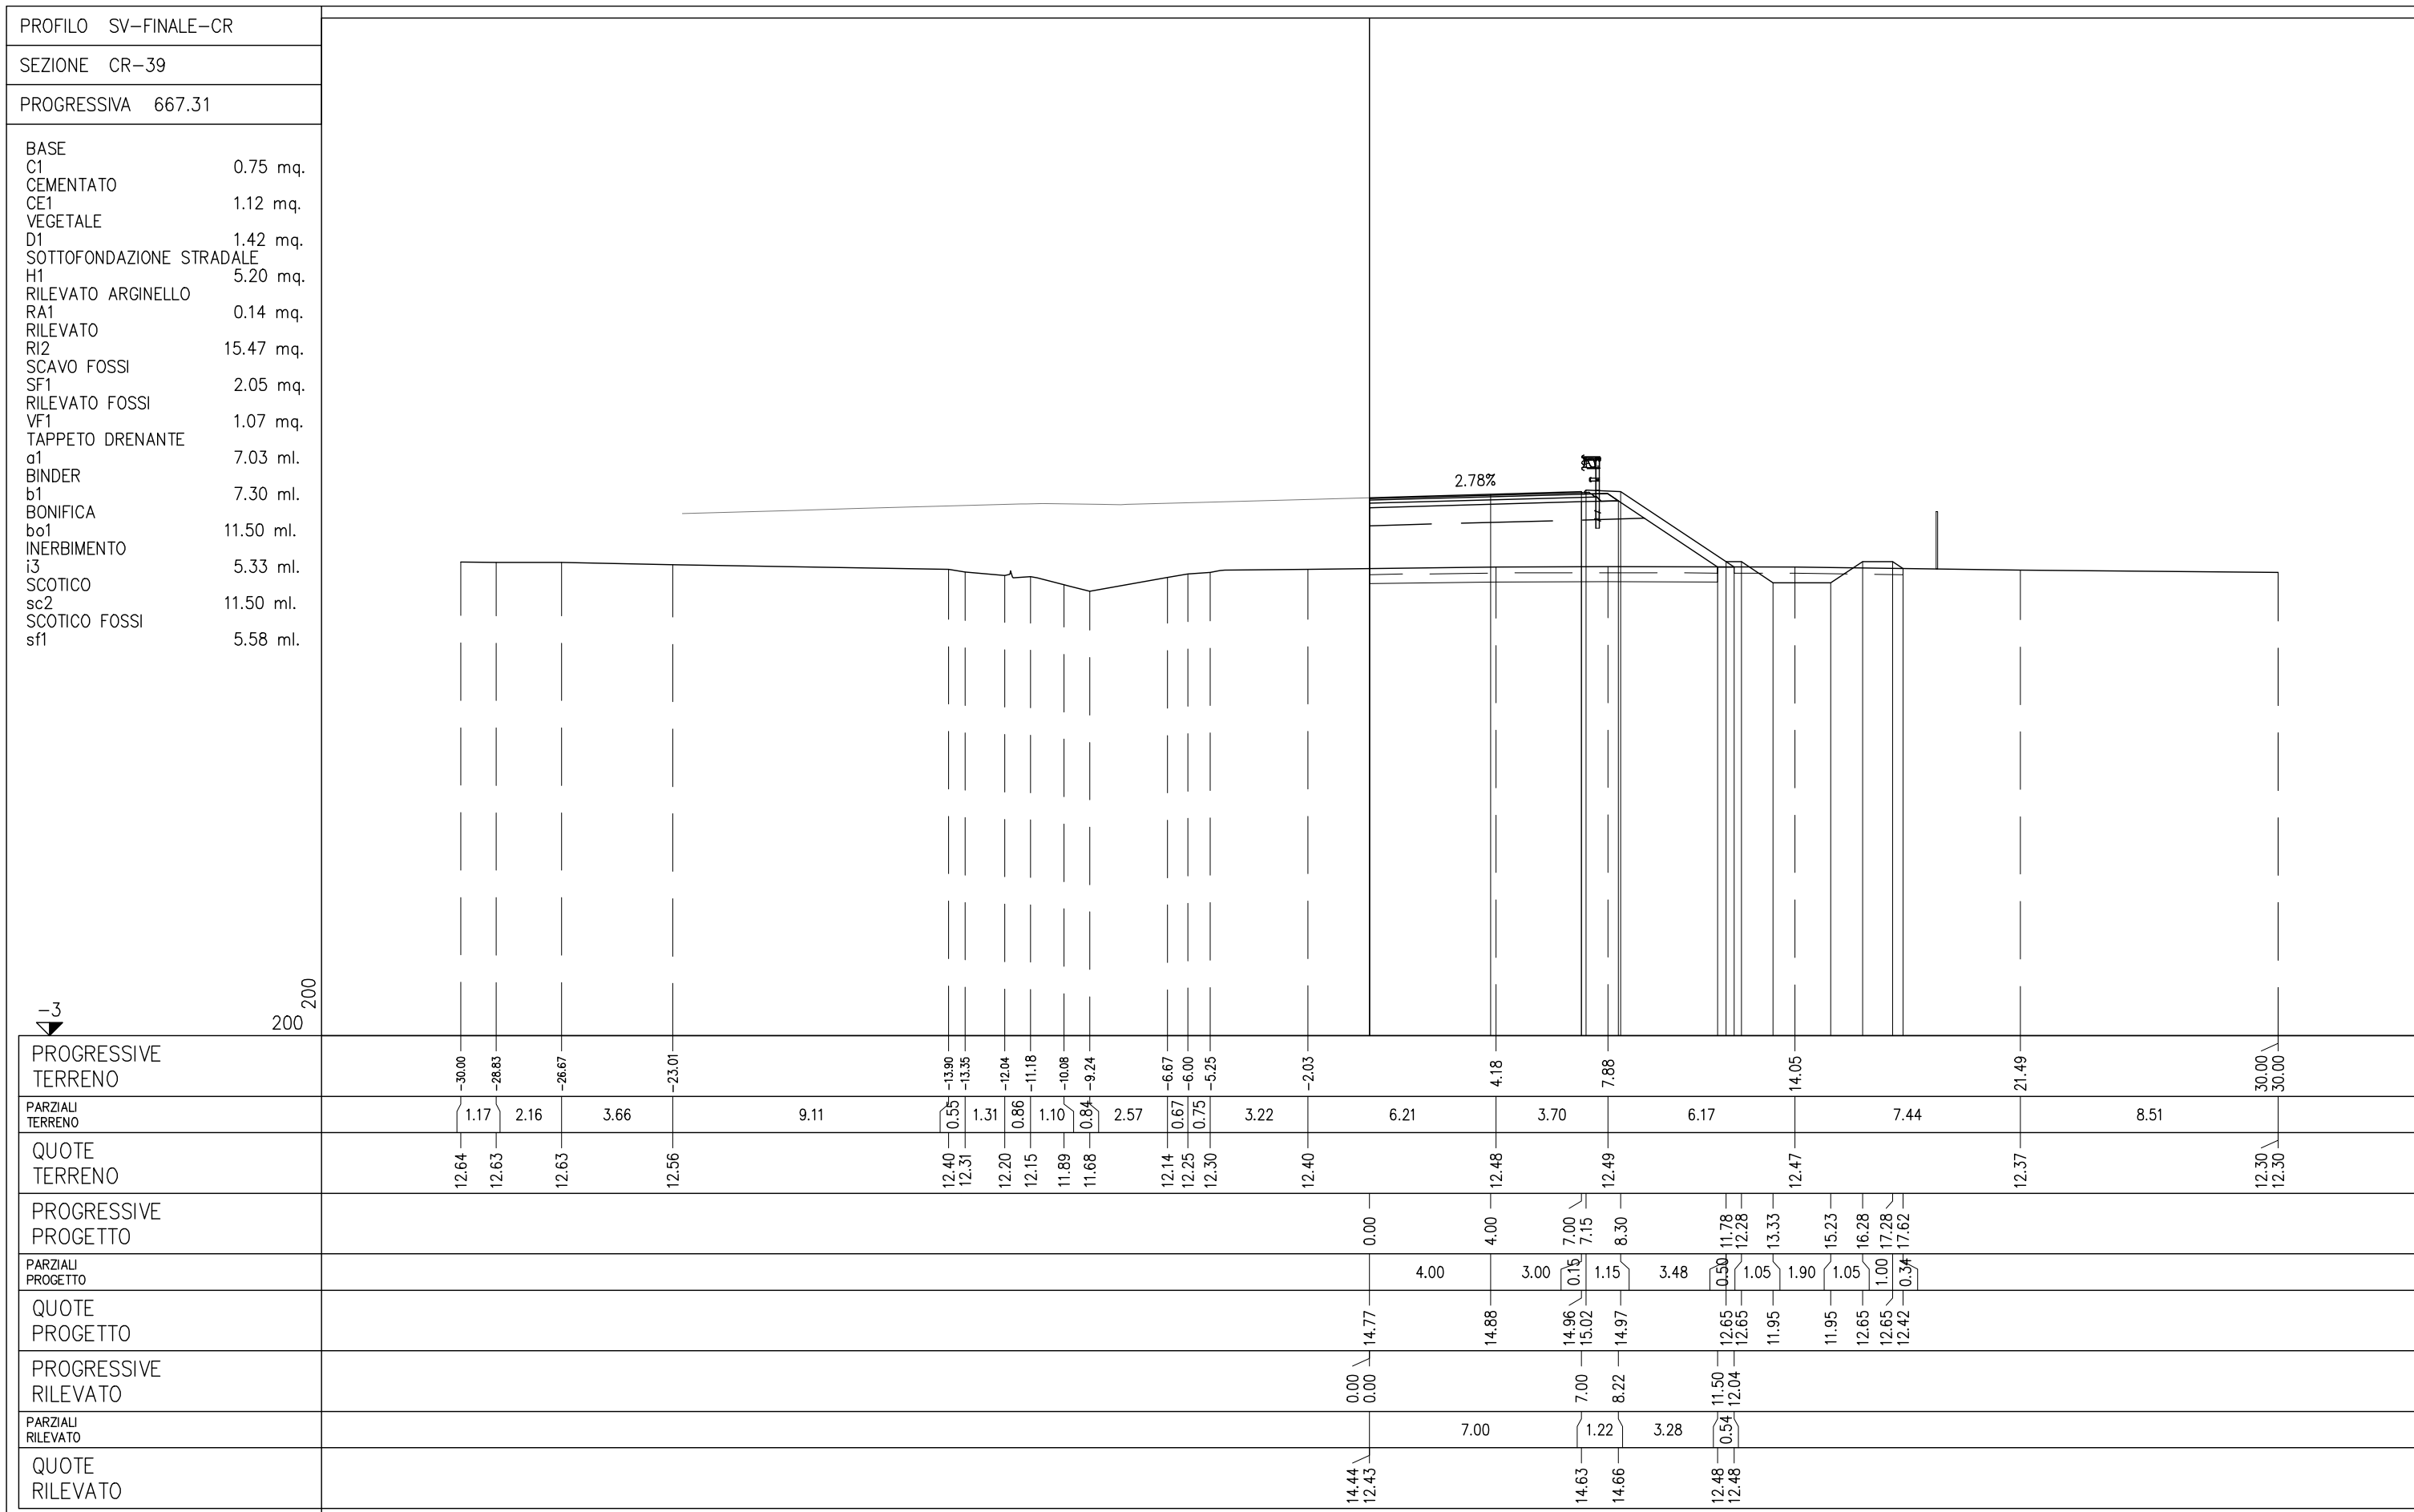 PROFILO SV-FINALE-CR
SEZIONE CR-39
PROGRESSIVA 667.31
BASE
C1 0.75 mq.
CEMENTATO
CE1 1.12 mq.
VEGETALE
D1 1.42 mq.
SOTTOFONDAZIONE STRADALE
H1 5.20 mq.
RILEVATO ARGINELLO
RA1 0.14 mq.
RILEVATO
RI2 15.47 mq.
SCAVO FOSSI
SF1 2.05 mq.
RILEVATO FOSSI
VF1 1.07 mq.
TAPPETO DRENANTE
a1 7.03 ml.
BINDER
b1 7.30 ml.
BONIFICA
bo1 11.50 ml.
INERBIMENTO
i3 5.33 ml.
SCOTICO
sc2 11.50 ml.
SCOTICO FOSSI
sf1 5.58 ml.
2.78%
-3
200
200
PROGRESSIVE
TERRENO
-30.00 -28.83 -26.67 -23.01 -13.90 -13.35 -12.04 -11.18 -10.08 -9.24 -6.67 -6.00 -5.25 -2.03 4.18 7.88 14.05 21.49 30.00 30.00
PARZIALI
TERRENO
1.17 2.16 3.66 9.11 0.55 1.31 0.86 1.10 0.84 2.57 0.67 0.75 3.22 6.21 3.70 6.17 7.44 8.51
QUOTE
TERRENO
12.64 12.63 12.63 12.56 12.40 12.31 12.20 12.15 11.89 11.68 12.14 12.25 12.30 12.40 12.48 12.49 12.47 12.37 12.30 12.30
PROGRESSIVE
PROGETTO
0.00 4.00 7.00 7.15 8.30 11.78 12.28 13.33 15.23 16.28 17.28 17.62
PARZIALI
PROGETTO
4.00 3.00 0.15 1.15 3.48 0.50 1.05 1.90 1.05 1.00 0.34
QUOTE
PROGETTO
14.77 14.88 14.96 15.02 14.97 12.65 12.65 11.95 11.95 12.65 12.65 12.42
PROGRESSIVE
RILEVATO
0.00 0.00 7.00 8.22 11.50 12.04
PARZIALI
RILEVATO
7.00 1.22 3.28 0.54
QUOTE
RILEVATO
14.44 12.43 14.63 14.66 12.48 12.48